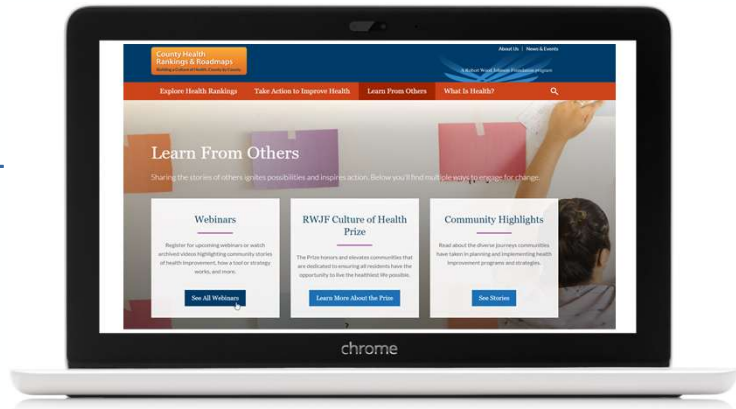 County Health
Rankings & Roadmaps
Building a Culture of Health, County by County
About Us | News & Events
A Robert Wood Johnson Foundation program
Explore Health Rankings Take Action to Improve Health Learn From Others What Is Health?
Learn From Others
Sharing the stories of others ignites possibilities and inspires action. Below you'll find multiple ways to engage for change.
Webinars
Register for upcoming webinars or watch
archived videos highlighting community stories
of health improvement, how a tool or strategy
works, and more.
See All Webinars
RWJF Culture of Health
Prize
The Prize honors and elevates communities that
are dedicated to ensuring all residents have the
opportunity to live the healthiest life possible.
Learn More About the Prize
Community Highlights
Read about the diverse journeys communities
have taken in planning and implementing health
improvement programs and strategies.
See Stories
chrome